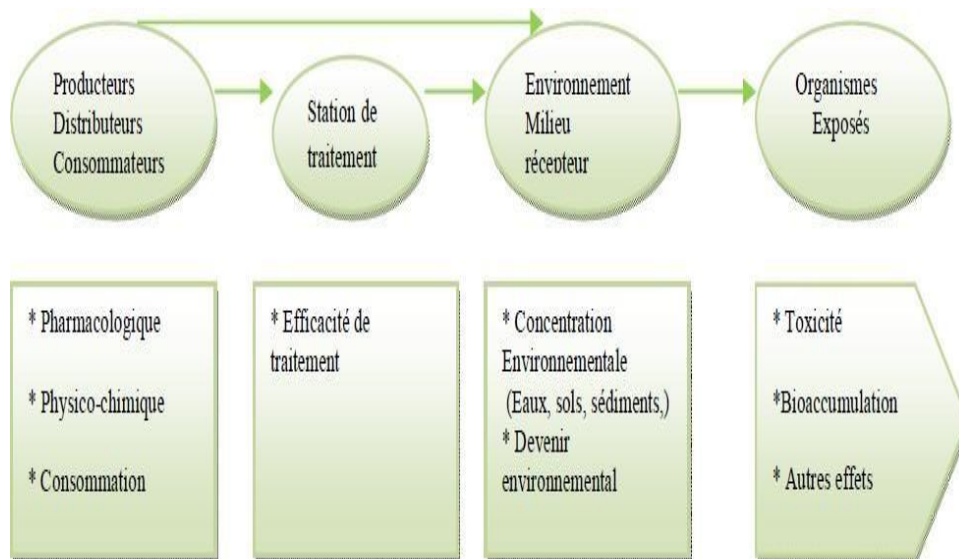 Producteurs
Distributeurs
Consommateurs
Station de
traitement
Environnement
Milieu
récepteur
Organismes
Exposés
* Pharmacologique
* Physico-chimique
* Consommation
* Efficacité de
traitement
* Concentration
Environnementale
(Eaux, sols, sédiments,)
* Devenir
environnemental
* Toxicité
*Bioaccumulation
* Autres effets